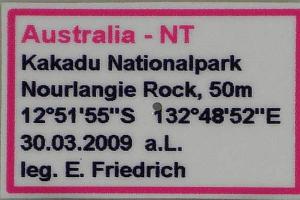 Australia - NT
Kakadu Nationalpark
Nourlangie Rock, 50m
12°51'55"S 132°48'52"E
30.03.2009 a.L.
leg. E. Friedrich